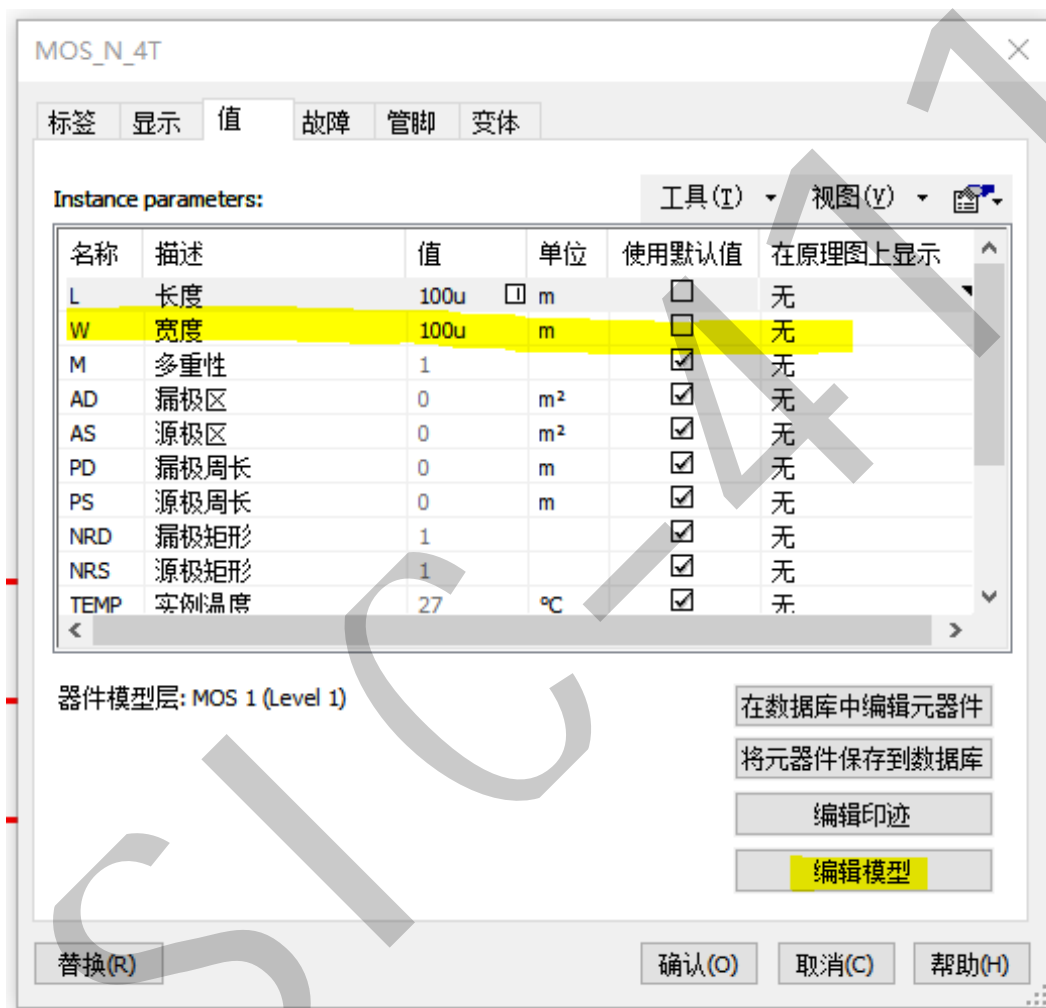 MOS_N_4T
标签 显示 值 故障 管脚 变体
Instance parameters: 工具(T) 视图(V)
名称 描述 值 单位 使用默认值 在原理图上显示
L 长度 100u m 无
W 宽度 100u m 无
M 多重性 1 无
AD 漏极区 0 m² 无
AS 源极区 0 m² 无
PD 漏极周长 0 m 无
PS 源极周长 0 m 无
NRD 漏极矩形 1 无
NRS 源极矩形 1 无
TEMP 实例温度 27 ℃ 无
器件模型层: MOS 1 (Level 1)
在数据库中编辑元器件
将元器件保存到数据库
编辑印迹
编辑模型
替换(R) 确认(O) 取消(C) 帮助(H)